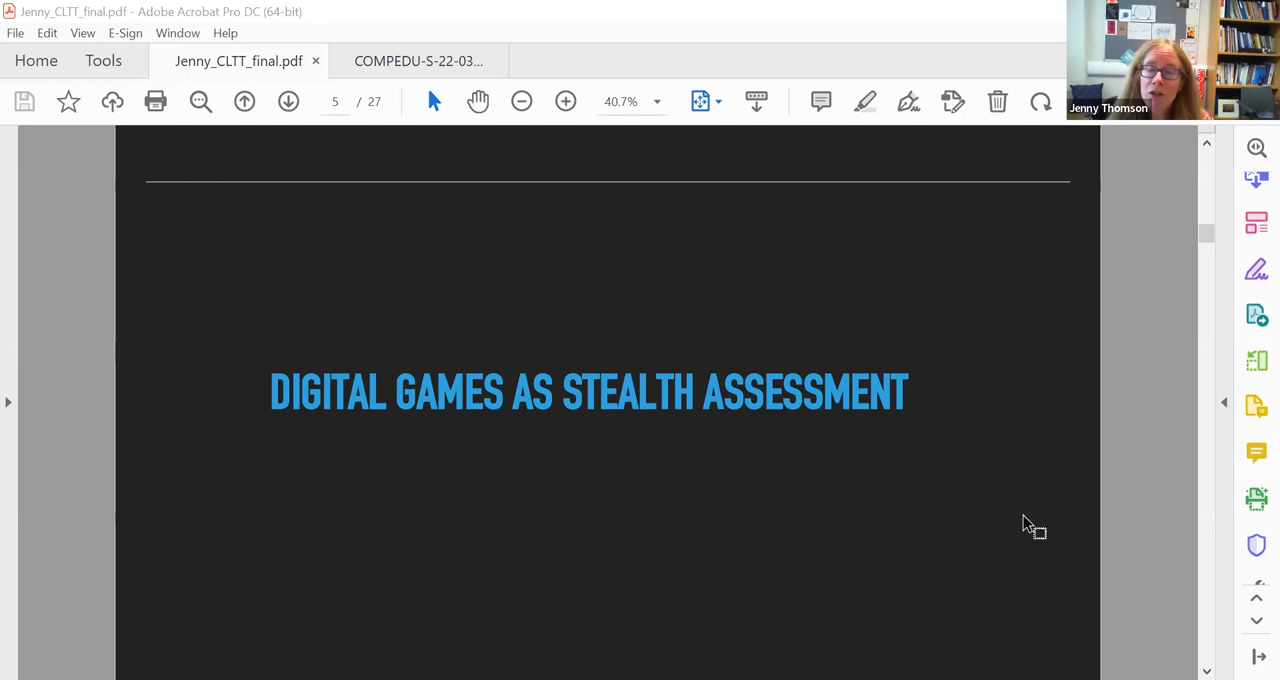 Jenny_CLTT_final.pdf - Adobe Acrobat Pro DC (64-bit)
File Edit View E-Sign Window Help
Home Tools Jenny_CLTT_final.pdf × COMPEDU-S-22-03...
5 / 27 40.7%
Jenny Thomson
DIGITAL GAMES AS STEALTH ASSESSMENT